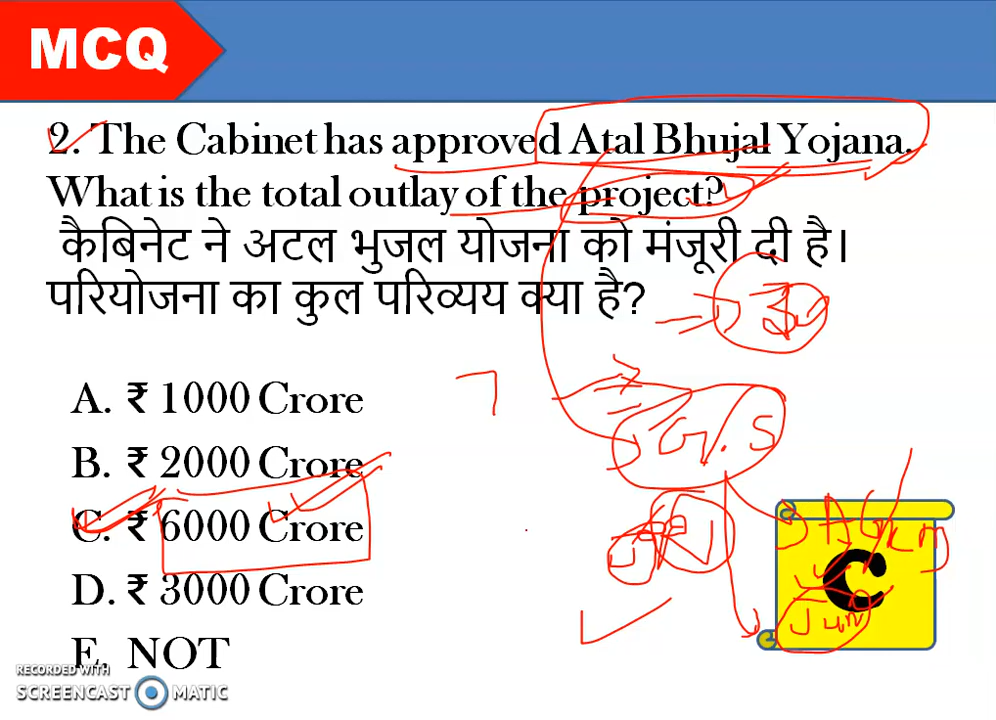 MCQ
2. The Cabinet has approved Atal Bhujal Yojana.
What is the total outlay of the project?
कैबिनेट ने अटल भुजल योजना को मंजूरी दी है।
परियोजना का कुल परिव्यय क्या है?
A. ₹ 1000 Crore
B. ₹ 2000 Crore
C. ₹ 6000 Crore
D. ₹ 3000 Crore
E. NOT
C
RECORDED WITH
SCREENCAST MATIC